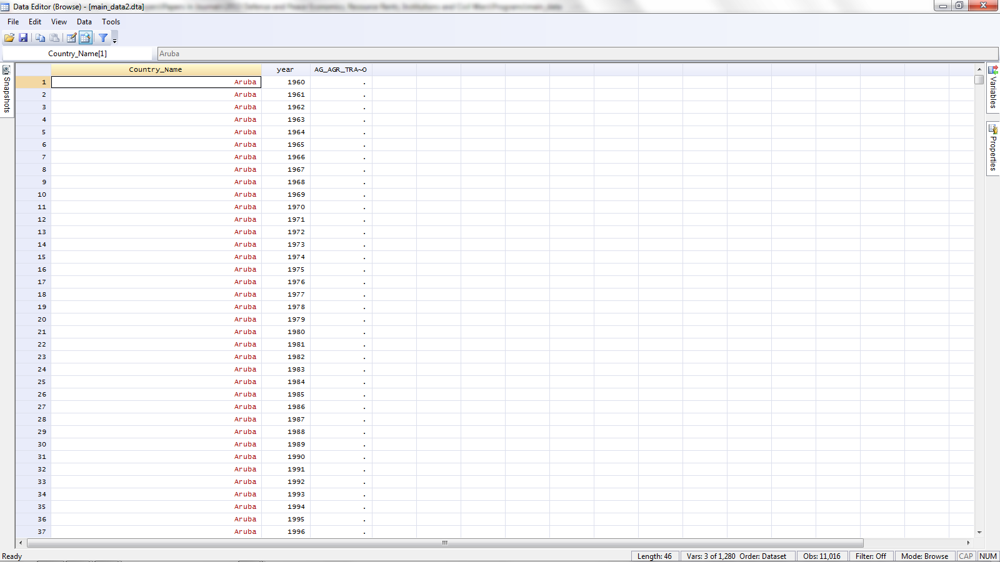 Data Editor (Browse) - [main_data2.dta]
File Edit View Data Tools
Country_Name[1] Aruba
Snapshots
Variables
Properties
Country_Name year AG_AGR_TRA~O
1 Aruba 1960 .
2 Aruba 1961 .
3 Aruba 1962 .
4 Aruba 1963 .
5 Aruba 1964 .
6 Aruba 1965 .
7 Aruba 1966 .
8 Aruba 1967 .
9 Aruba 1968 .
10 Aruba 1969 .
11 Aruba 1970 .
12 Aruba 1971 .
13 Aruba 1972 .
14 Aruba 1973 .
15 Aruba 1974 .
16 Aruba 1975 .
17 Aruba 1976 .
18 Aruba 1977 .
19 Aruba 1978 .
20 Aruba 1979 .
21 Aruba 1980 .
22 Aruba 1981 .
23 Aruba 1982 .
24 Aruba 1983 .
25 Aruba 1984 .
26 Aruba 1985 .
27 Aruba 1986 .
28 Aruba 1987 .
29 Aruba 1988 .
30 Aruba 1989 .
31 Aruba 1990 .
32 Aruba 1991 .
33 Aruba 1992 .
34 Aruba 1993 .
35 Aruba 1994 .
36 Aruba 1995 .
37 Aruba 1996 .
Ready Length: 46 Vars: 3 of 1,280 Order: Dataset Obs: 11,016 Filter: Off Mode: Browse CAP NUM